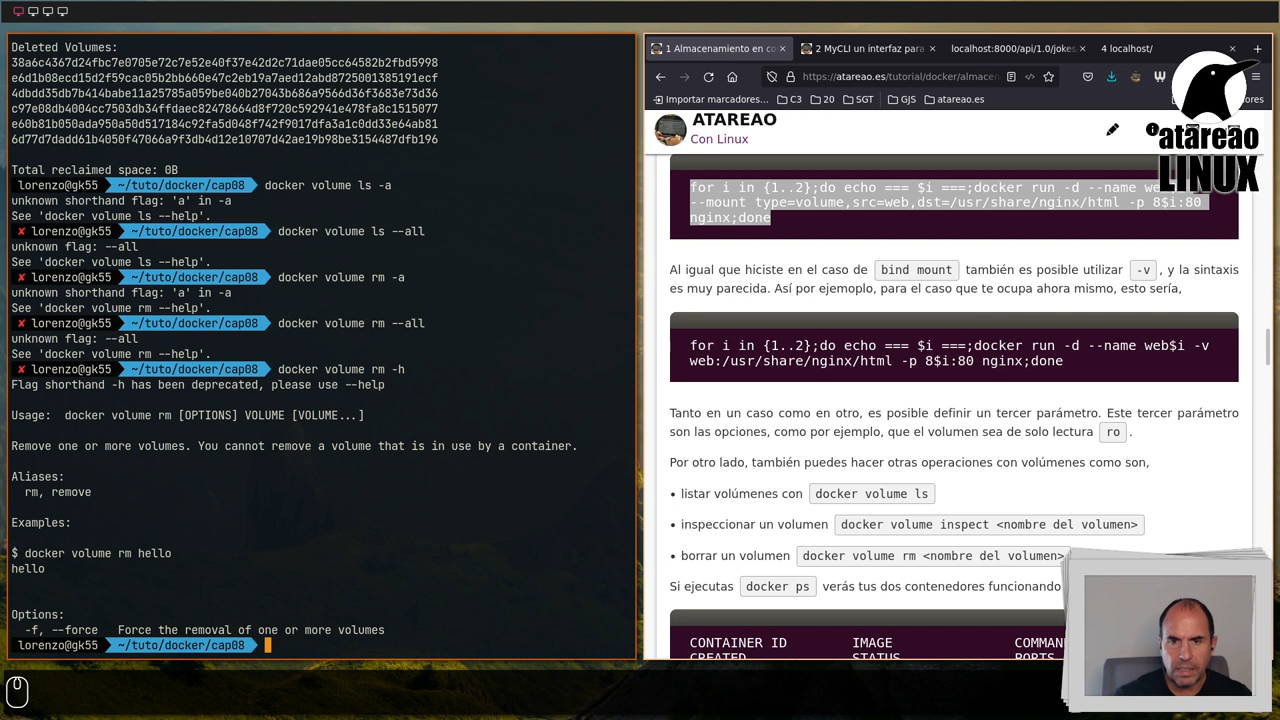 Deleted Volumes:
38a6c4367d24fbc7e0705e72c7e52e40f37e42d2c71dae05cc64582b2fbd5998
e6d1b08ecd15d2f59cac05b2bb660e47c2eb19a7aed12abd8725001385191ecf
4dbdd35db7b414babe11a25785a059be040b27043b686a9566d36f3683e73d36
c97e08db4004cc7503db34ffdaec82478664d8f720c592941e478fa8c1515077
e60b81b050ada950a50d517184c92fa5d048f742f9017dfa3a1c0dd33e64ab81
6d77d7dadd61b4050f47066a9f3db4d12e10707d42ae19b98be3154487dfb196
Total reclaimed space: 0B
lorenzo@gk55 ~/tuto/docker/cap08 docker volume ls -a
unknown shorthand flag: 'a' in -a
See 'docker volume ls --help'.
✘ lorenzo@gk55 ~/tuto/docker/cap08 docker volume ls --all
unknown flag: --all
See 'docker volume ls --help'.
✘ lorenzo@gk55 ~/tuto/docker/cap08 docker volume rm -a
unknown shorthand flag: 'a' in -a
See 'docker volume rm --help'.
✘ lorenzo@gk55 ~/tuto/docker/cap08 docker volume rm --all
unknown flag: --all
See 'docker volume rm --help'.
✘ lorenzo@gk55 ~/tuto/docker/cap08 docker volume rm -h
Flag shorthand -h has been deprecated, please use --help
Usage:  docker volume rm [OPTIONS] VOLUME [VOLUME...]
Remove one or more volumes. You cannot remove a volume that is in use by a container.
Aliases:
rm, remove
Examples:
$ docker volume rm hello
hello
Options:
-f, --force   Force the removal of one or more volumes
lorenzo@gk55 ~/tuto/docker/cap08
1 Almacenamiento en co
2 MyCLI un interfaz para
localhost:8000/api/1.0/jokes
4 localhost/
https://atareao.es/tutorial/docker/almacen
Importar marcadores... C3 20 SGT GJS atareao.es
ATAREAO
Con Linux
atareao
LINUX
for i in {1..2};do echo === $i ===;docker run -d --name we
--mount type=volume,src=web,dst=/usr/share/nginx/html -p 8$i:80
nginx;done
Al igual que hiciste en el caso de bind mount también es posible utilizar -v , y la sintaxis
es muy parecida. Así por ejemoplo, para el caso que te ocupa ahora mismo, esto sería,
for i in {1..2};do echo === $i ===;docker run -d --name web$i -v
web:/usr/share/nginx/html -p 8$i:80 nginx;done
Tanto en un caso como en otro, es posible definir un tercer parámetro. Este tercer parámetro
son las opciones, como por ejemplo, que el volumen sea de solo lectura ro .
Por otro lado, también puedes hacer otras operaciones con volúmenes como son,
• listar volúmenes con docker volume ls
• inspeccionar un volumen docker volume inspect <nombre del volumen>
• borrar un volumen docker volume rm <nombre del volumen>
Si ejecutas docker ps verás tus dos contenedores funcionando
CONTAINER ID IMAGE COMMAN
CREATED STATUS PORTS